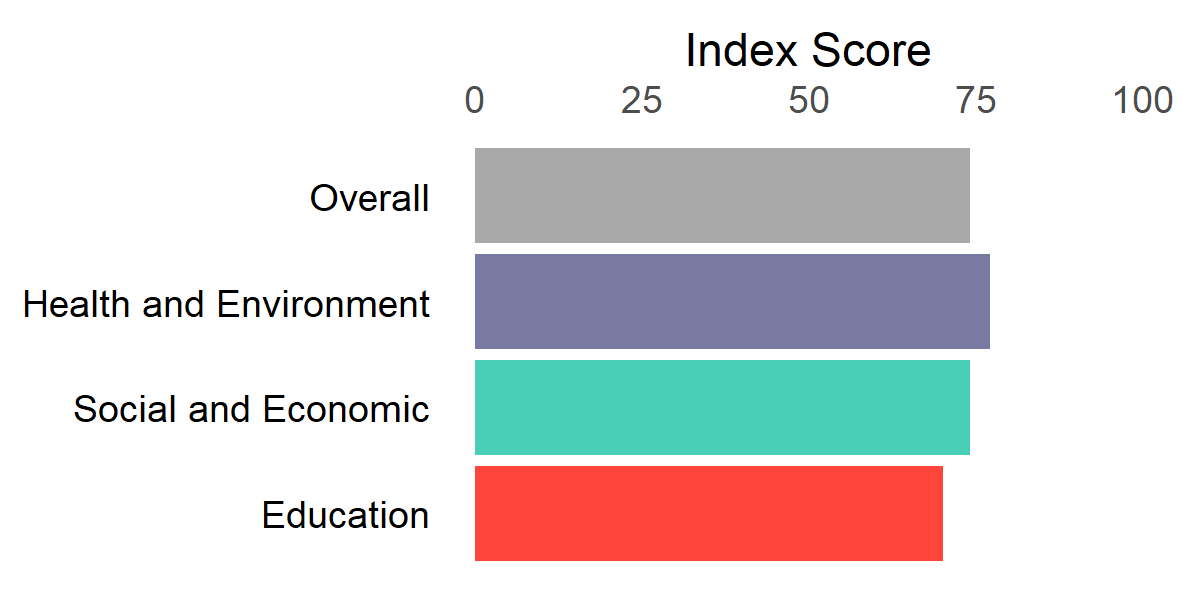 Index Score
0 25 50 75 100
Overall
Health and Environment
Social and Economic
Education